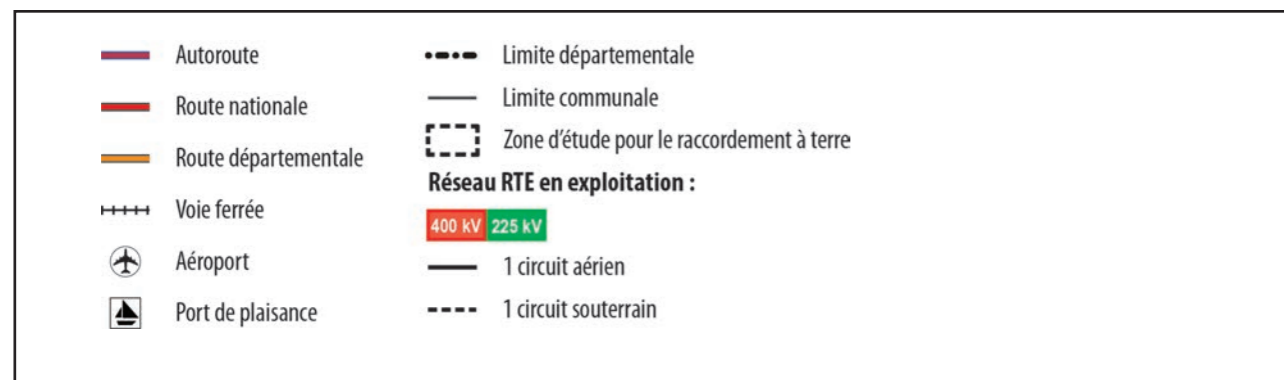 Autoroute
Route nationale
Route départementale
Voie ferrée
Aéroport
Port de plaisance
Limite départementale
Limite communale
Zone d'étude pour le raccordement à terre
Réseau RTE en exploitation :
400 kV 225 kV
1 circuit aérien
1 circuit souterrain